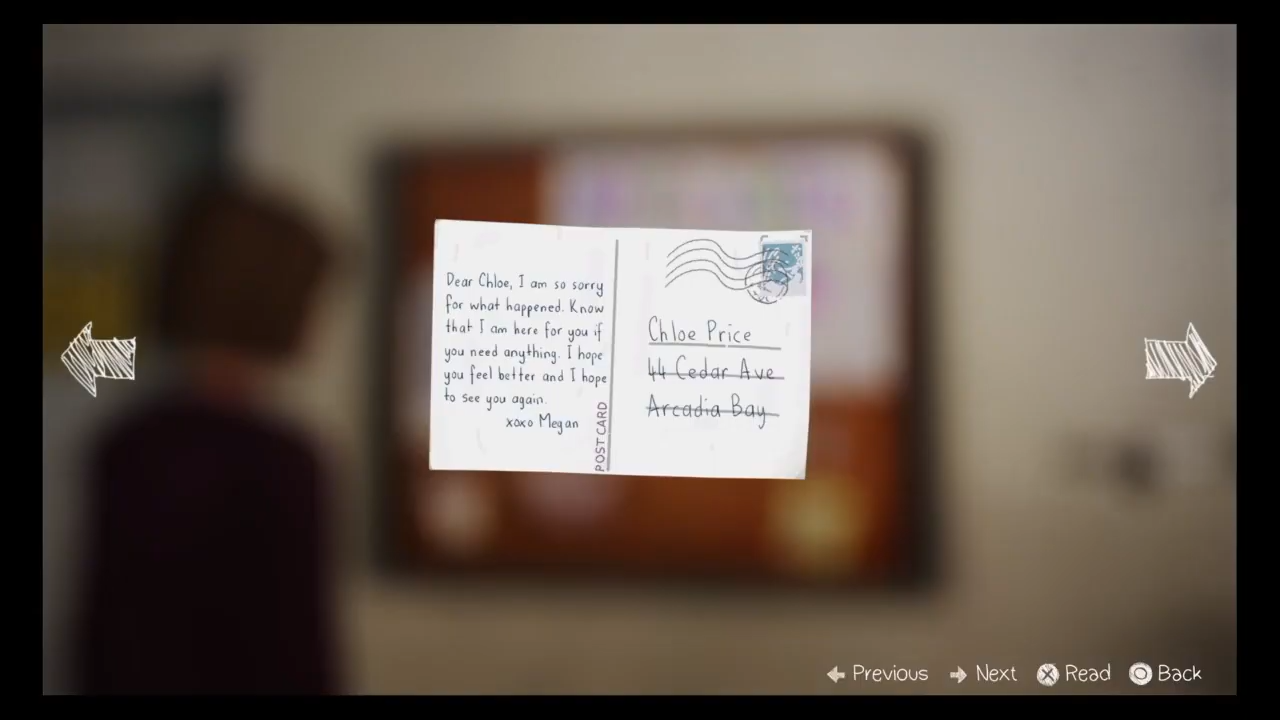 Dear Chloe, I am so sorry
for what happened. Know
that I am here for you if
you need anything. I hope
you feel better and I hope
to see you again.
xoxo Megan
POSTCARD
Chloe Price
44 Cedar Ave
Arcadia Bay
Previous
Next
Read
Back